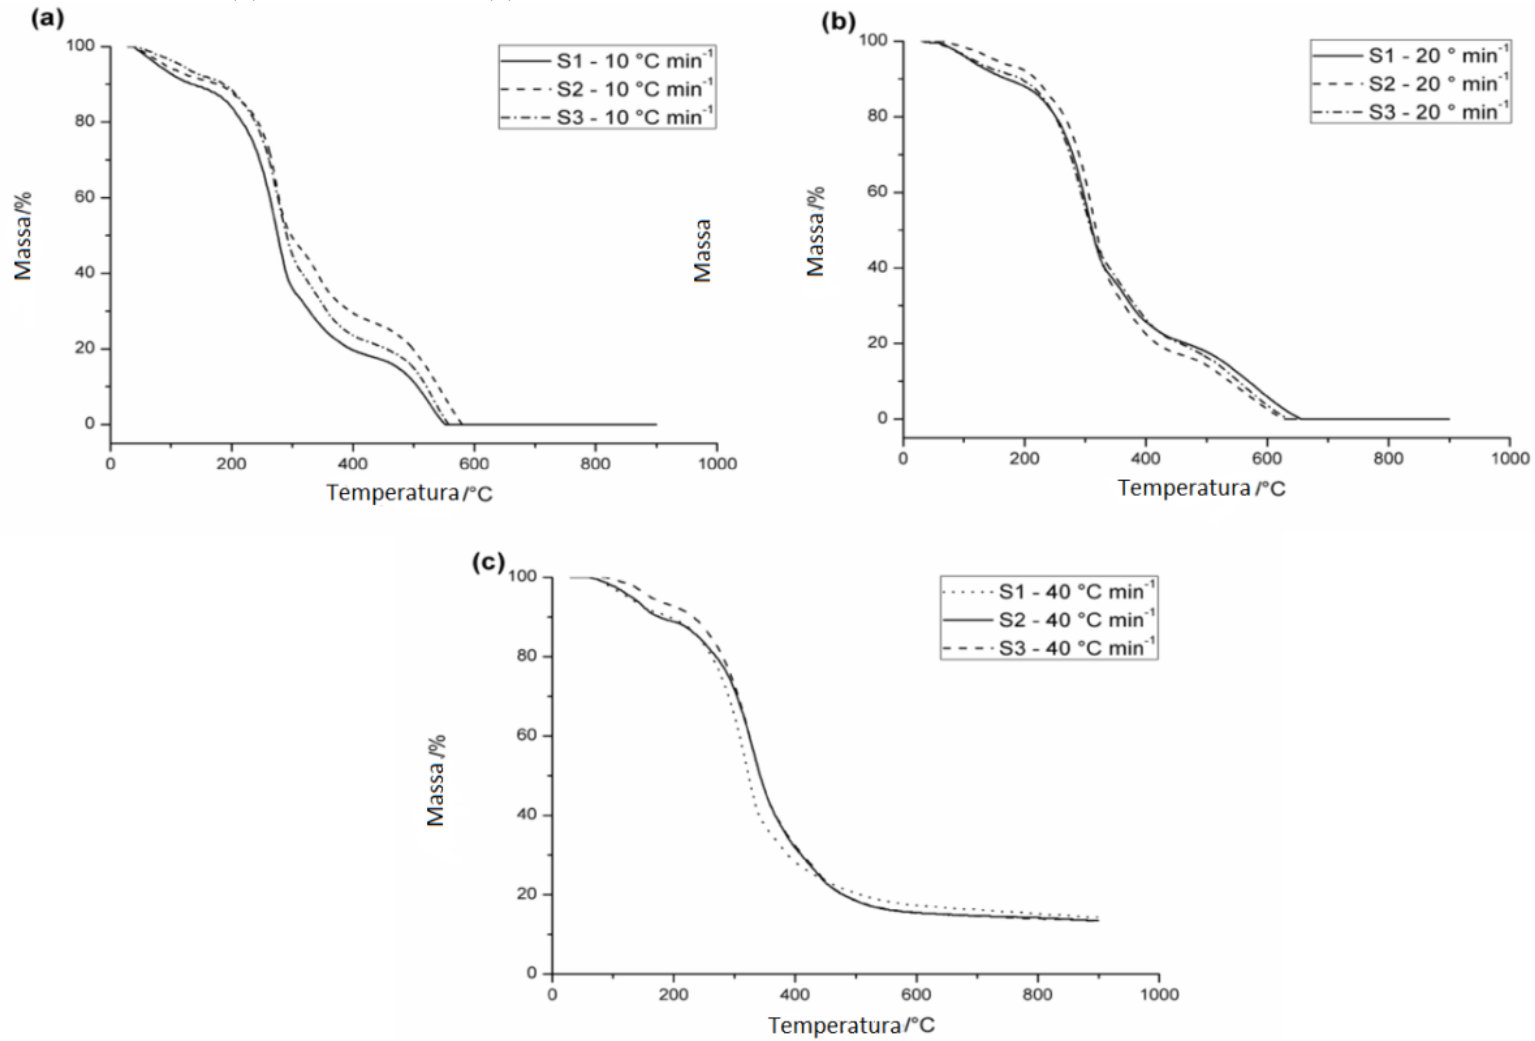 (a)
100
80
60
40
20
0
0 200 400 600 800 1000
Massa/%
Temperatura/°C
S1 - 10 °C min⁻¹
S2 - 10 °C min⁻¹
S3 - 10 °C min⁻¹
Massa
(b)
100
80
60
40
20
0
0 200 400 600 800 1000
Massa/%
Temperatura/°C
S1 - 20 ° min⁻¹
S2 - 20 ° min⁻¹
S3 - 20 ° min⁻¹
(c)
100
80
60
40
20
0
0 200 400 600 800 1000
Massa/%
Temperatura/°C
S1 - 40 °C min⁻¹
S2 - 40 °C min⁻¹
S3 - 40 °C min⁻¹